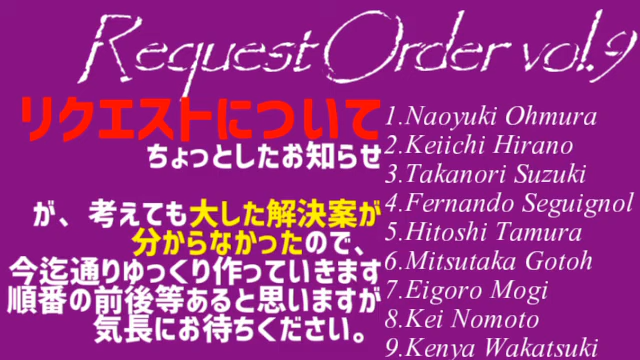 Request Order vol.9
リクエストについて
ちょっとしたお知らせ
が、考えても大した解決案が
分からなかったので、
今迄通りゆっくり作っていきます
順番の前後等あると思いますが
気長にお待ちください。
1.Naoyuki Ohmura
2.Keiichi Hirano
3.Takanori Suzuki
4.Fernando Seguignol
5.Hitoshi Tamura
6.Mitsutaka Gotoh
7.Eigoro Mogi
8.Kei Nomoto
9.Kenya Wakatsuki